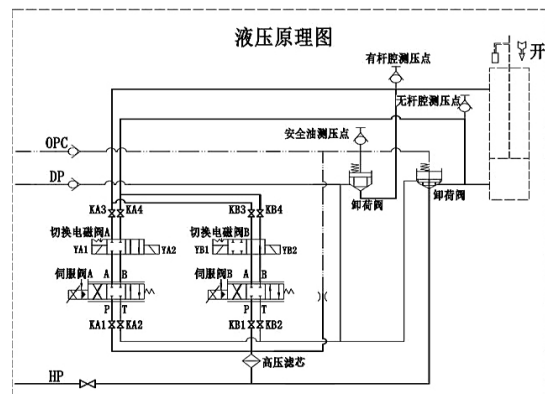 液压原理图
有杆腔测压点
开
无杆腔测压点
OPC
安全油测压点
DP
卸荷阀
卸荷阀
KA3 KA4
KB3 KB4
切换电磁阀A
切换电磁阀B
YA1 YA2
YB1 YB2
伺服阀A A B
伺服阀B A B
P T
P T
KA1 KA2
KB1 KB2
高压滤芯
HP